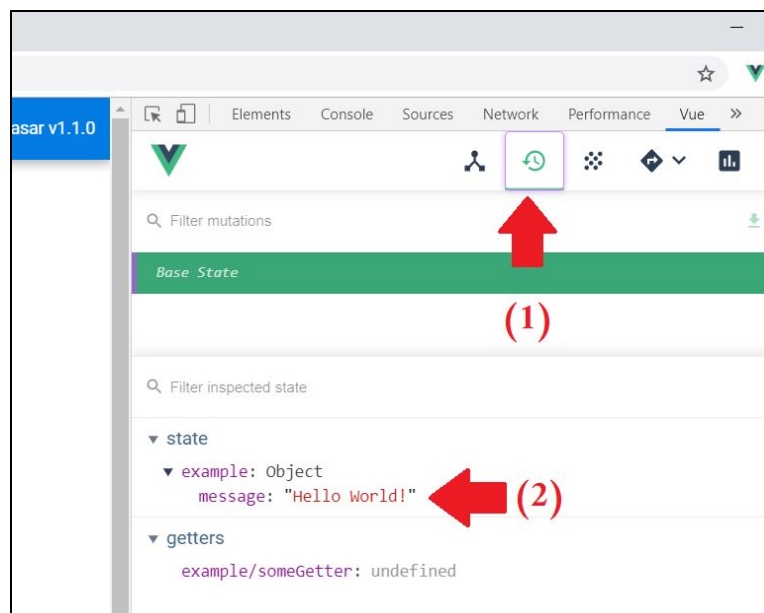 asar v1.1.0
Elements Console Sources Network Performance Vue »
Filter mutations
Base State
(1)
Filter inspected state
state
example: Object
message: "Hello World!"
(2)
getters
example/someGetter: undefined